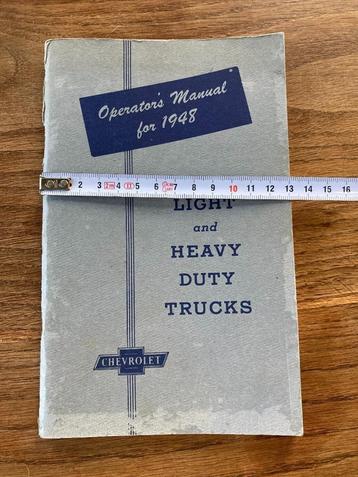 Operator's Manual
for 1948
2 3 4 5 6 7 8 9 10 11 12 13 14 15 16
LIGHT
and
HEAVY
DUTY
TRUCKS
CHEVROLET